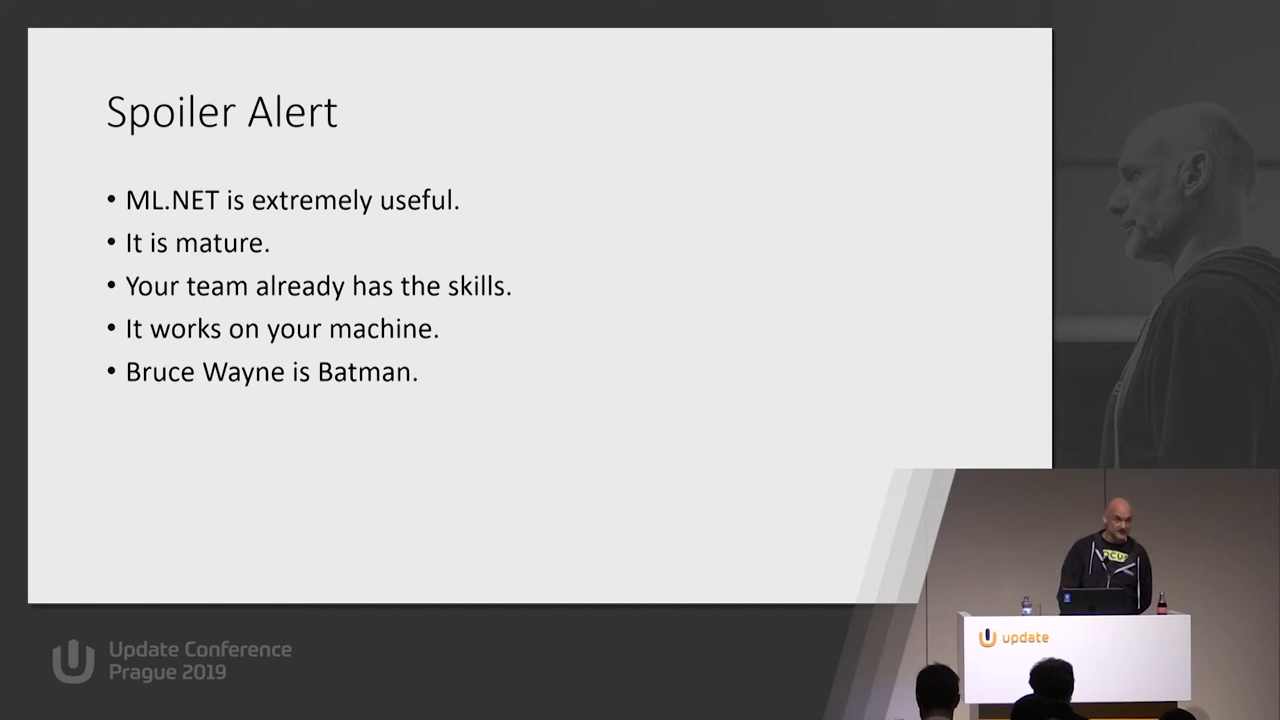 Spoiler Alert
• ML.NET is extremely useful.
• It is mature.
• Your team already has the skills.
• It works on your machine.
• Bruce Wayne is Batman.
OCUS
update
Update Conference
Prague 2019